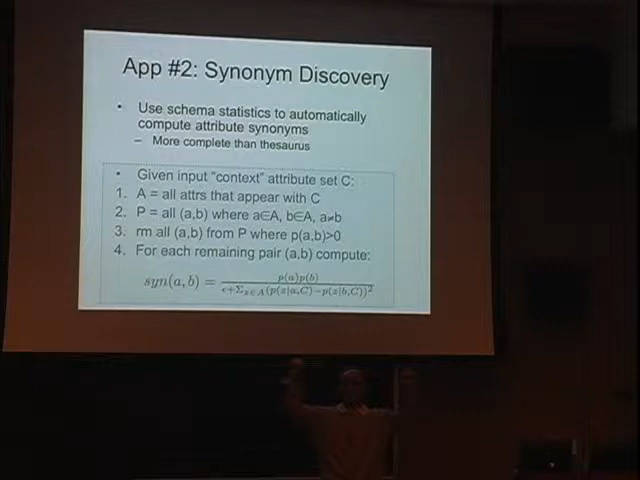 App #2: Synonym Discovery
• Use schema statistics to automatically
compute attribute synonyms
– More complete than thesaurus
• Given input "context" attribute set C:
1. A = all attrs that appear with C
2. P = all (a,b) where a∈A, b∈A, a≠b
3. rm all (a,b) from P where p(a,b)>0
4. For each remaining pair (a,b) compute:
syn(a, b) = p(a)p(b) / ϵ+Σz∈A(p(z|a,C)−p(z|b,C))²